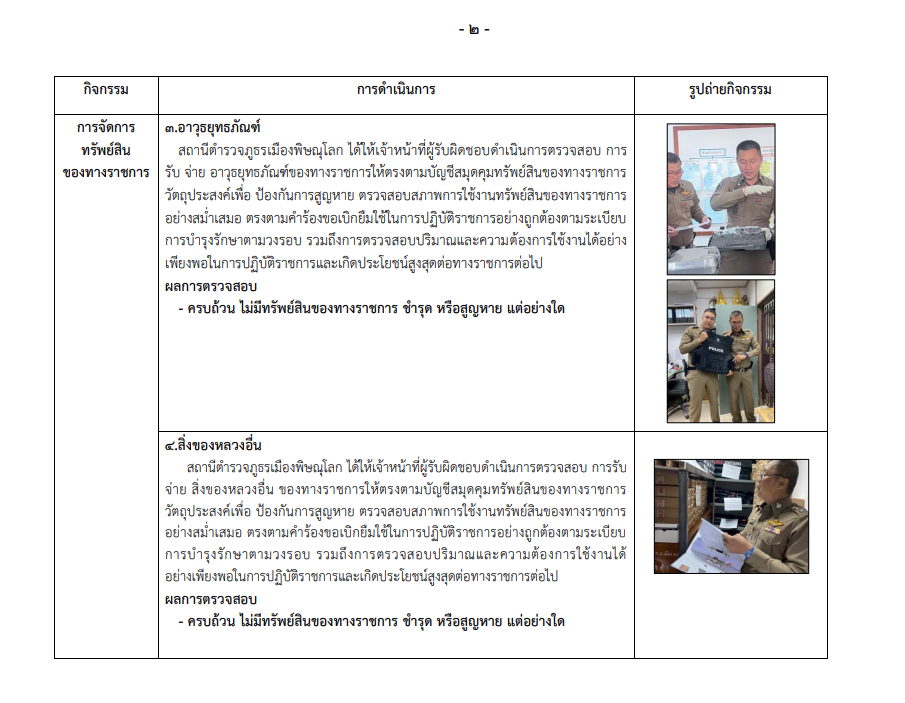 - ๒ -
กิจกรรม
การดำเนินการ
รูปถ่ายกิจกรรม
การจัดการ
ทรัพย์สิน
ของทางราชการ
๓.อาวุธยุทธภัณฑ์
สถานีตำรวจภูธรเมืองพิษณุโลก ได้ให้เจ้าหน้าที่ผู้รับผิดชอบดำเนินการตรวจสอบ การ
รับ จ่าย อาวุธยุทธภัณฑ์ของทางราชการให้ตรงตามบัญชีสมุดคุมทรัพย์สินของทางราชการ
วัตถุประสงค์เพื่อ ป้องกันการสูญหาย ตรวจสอบสภาพการใช้งานทรัพย์สินของทางราชการ
อย่างสม่ำเสมอ ตรงตามคำร้องขอเบิกยืมใช้ในการปฏิบัติราชการอย่างถูกต้องตามระเบียบ
การบำรุงรักษาตามวงรอบ รวมถึงการตรวจสอบปริมาณและความต้องการใช้งานได้อย่าง
เพียงพอในการปฏิบัติราชการและเกิดประโยชน์สูงสุดต่อทางราชการต่อไป
ผลการตรวจสอบ
- ครบถ้วน ไม่มีทรัพย์สินของทางราชการ ชำรุด หรือสูญหาย แต่อย่างใด
POLICE
๔.สิ่งของหลวงอื่น
สถานีตำรวจภูธรเมืองพิษณุโลก ได้ให้เจ้าหน้าที่ผู้รับผิดชอบดำเนินการตรวจสอบ การรับ
จ่าย สิ่งของหลวงอื่น ของทางราชการให้ตรงตามบัญชีสมุดคุมทรัพย์สินของทางราชการ
วัตถุประสงค์เพื่อ ป้องกันการสูญหาย ตรวจสอบสภาพการใช้งานทรัพย์สินของทางราชการ
อย่างสม่ำเสมอ ตรงตามคำร้องขอเบิกยืมใช้ในการปฏิบัติราชการอย่างถูกต้องตามระเบียบ
การบำรุงรักษาตามวงรอบ รวมถึงการตรวจสอบปริมาณและความต้องการใช้งานได้
อย่างเพียงพอในการปฏิบัติราชการและเกิดประโยชน์สูงสุดต่อทางราชการต่อไป
ผลการตรวจสอบ
- ครบถ้วน ไม่มีทรัพย์สินของทางราชการ ชำรุด หรือสูญหาย แต่อย่างใด